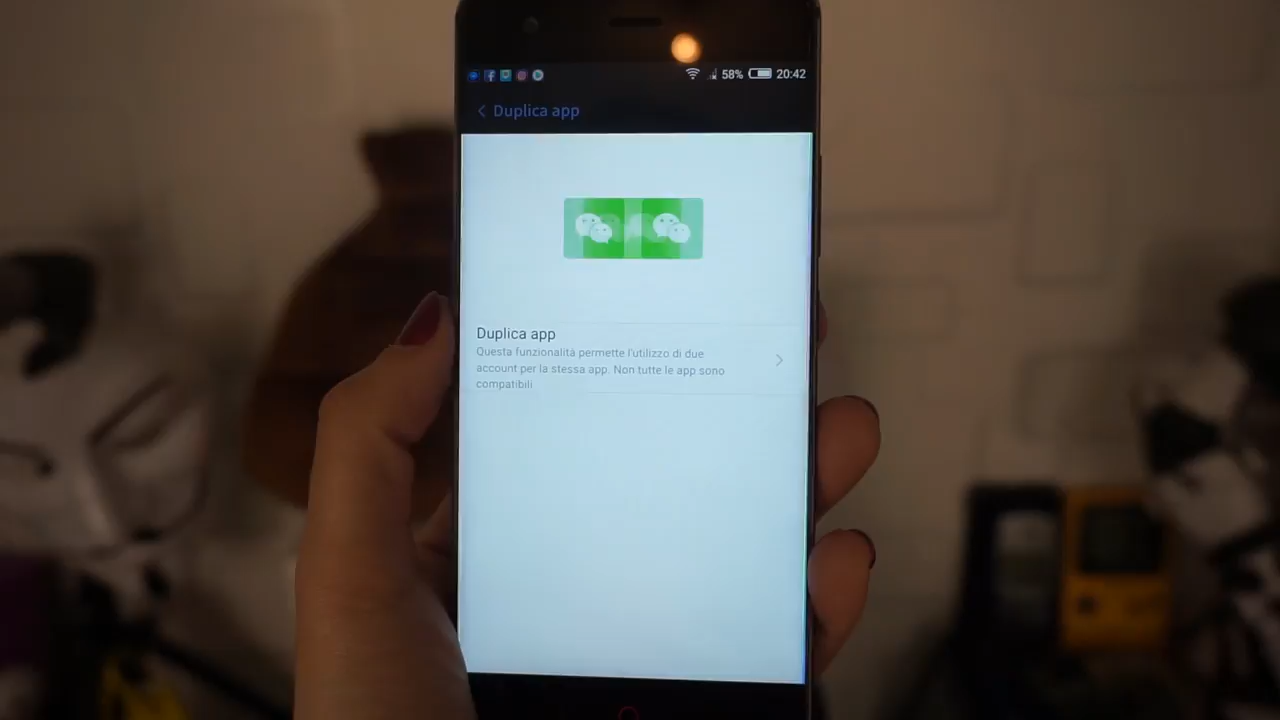 58% 20:42
Duplica app
Duplica app
Questa funzionalità permette l'utilizzo di due
account per la stessa app. Non tutte le app sono
compatibili